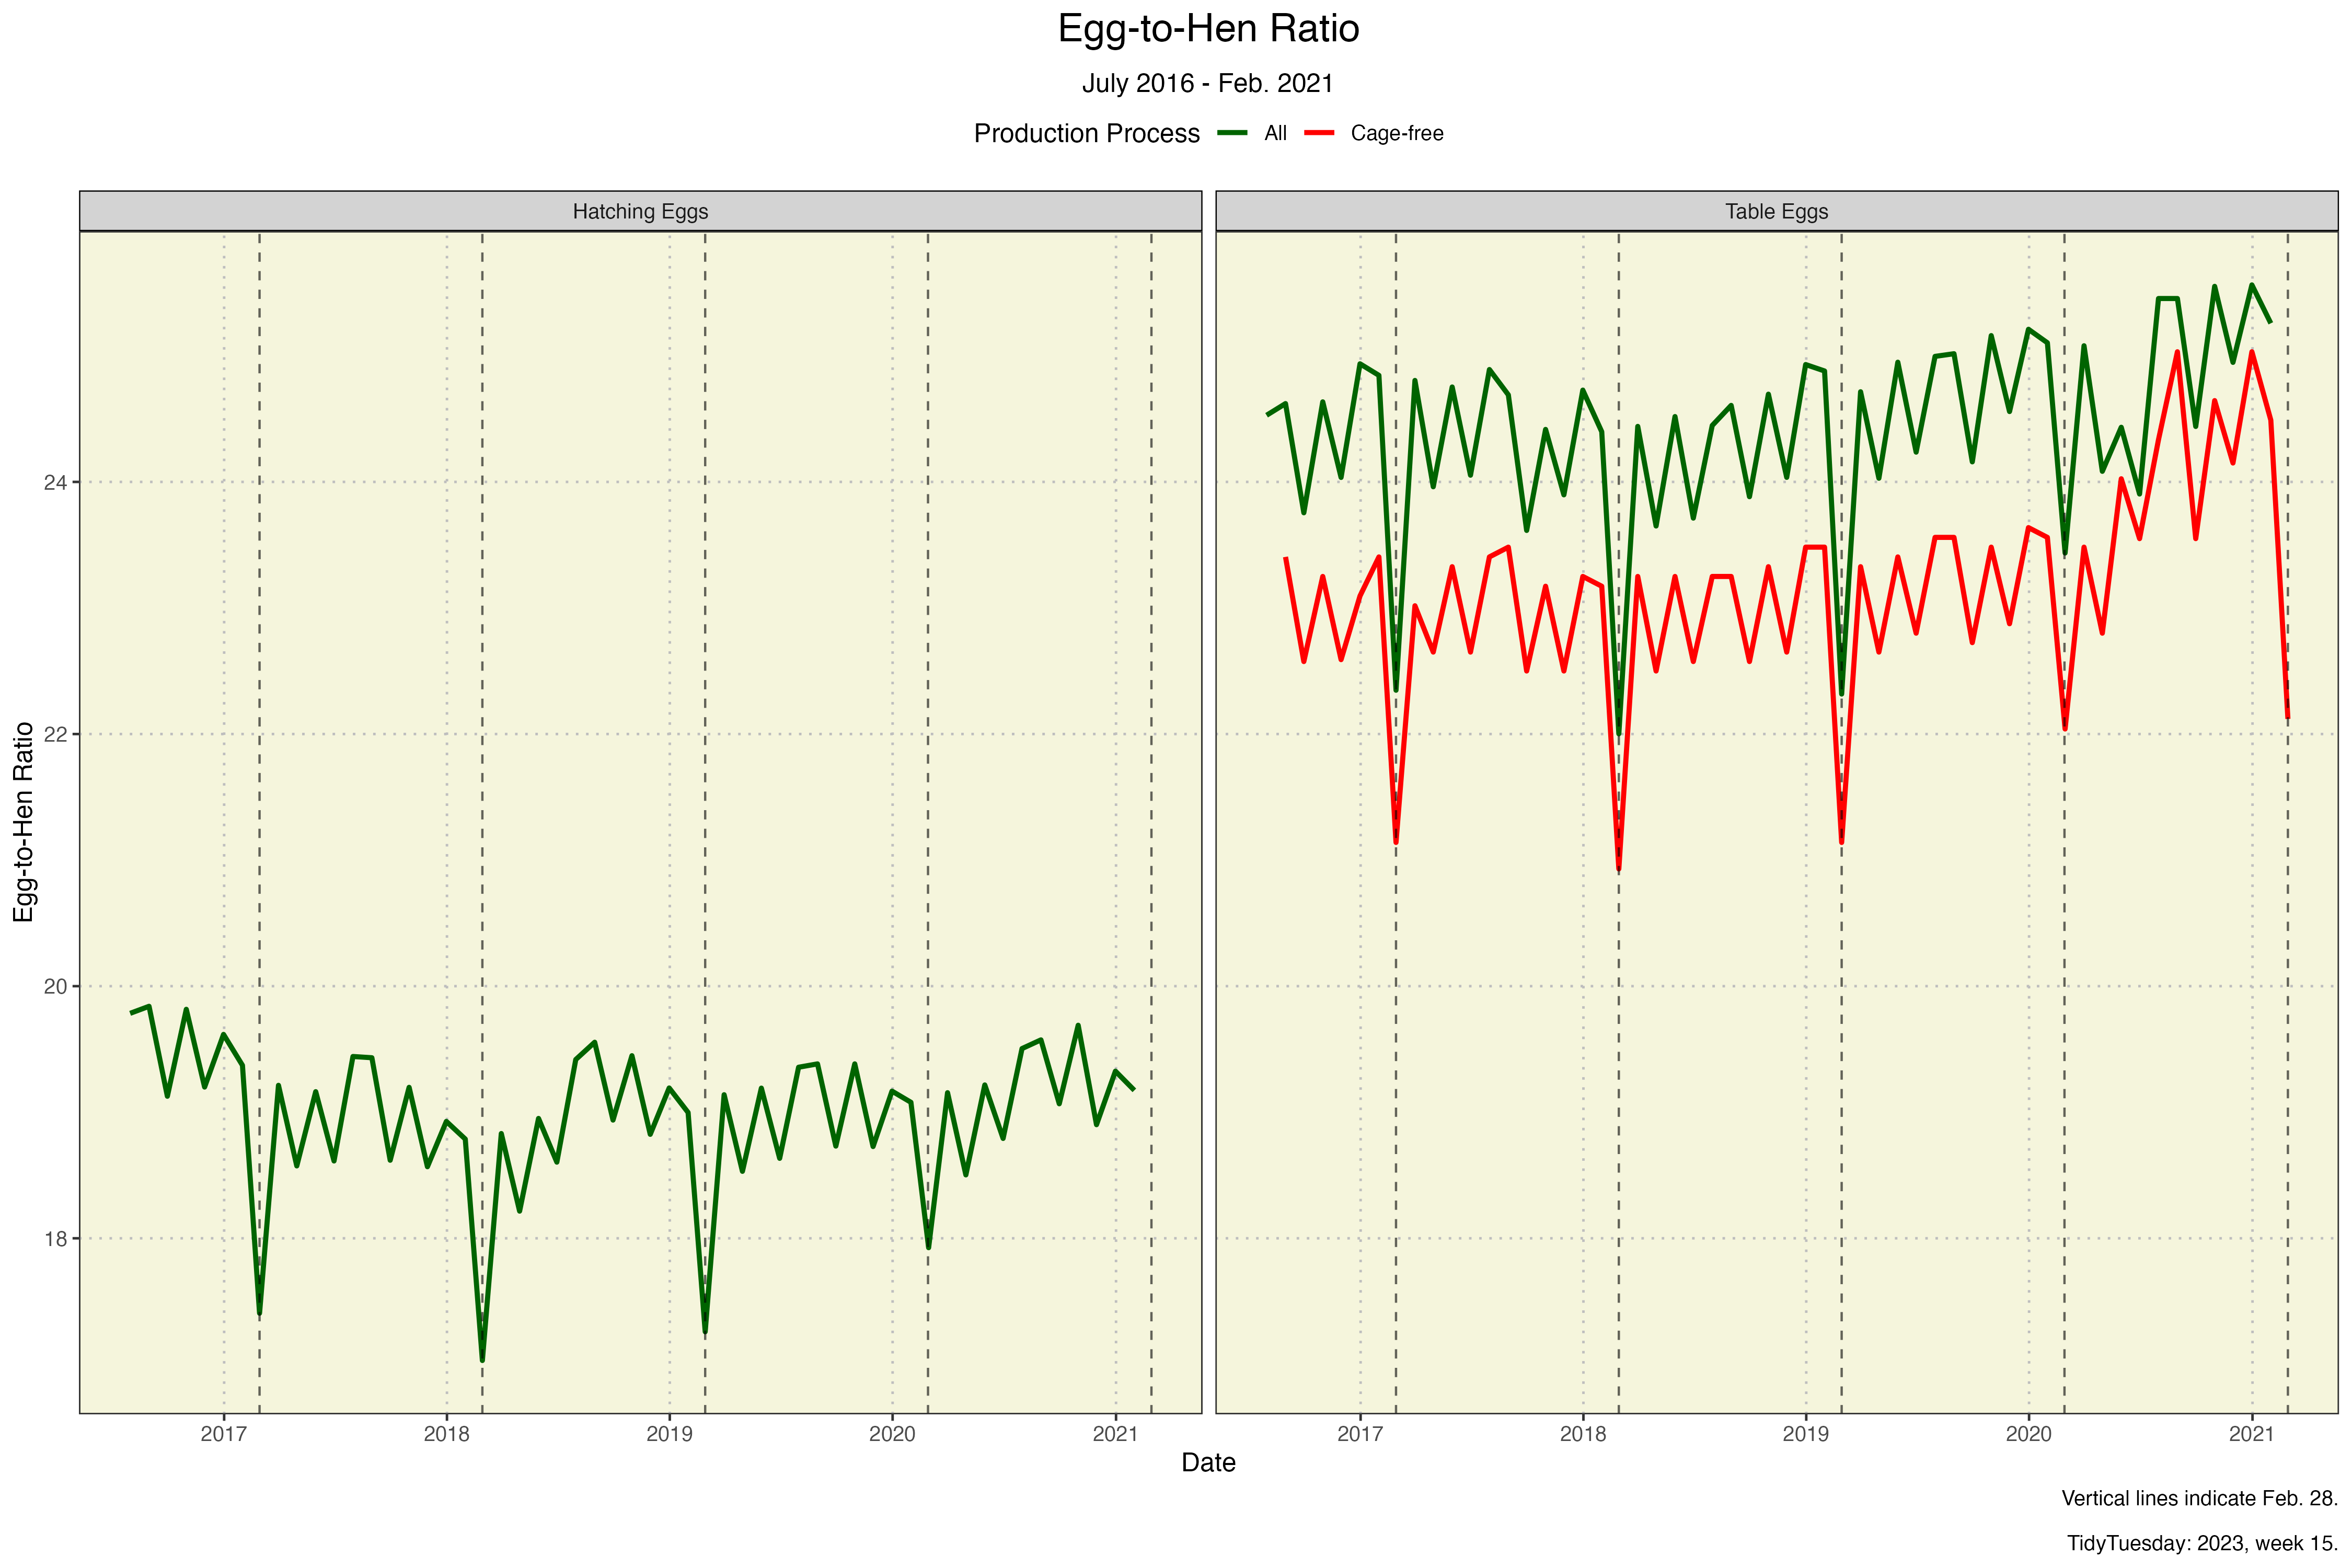 Egg-to-Hen Ratio
July 2016 - Feb. 2021
Production Process All Cage-free
Hatching Eggs
Table Eggs
Egg-to-Hen Ratio
24
22
20
18
2017 2018 2019 2020 2021
2017 2018 2019 2020 2021
Date
Vertical lines indicate Feb. 28.
TidyTuesday: 2023, week 15.